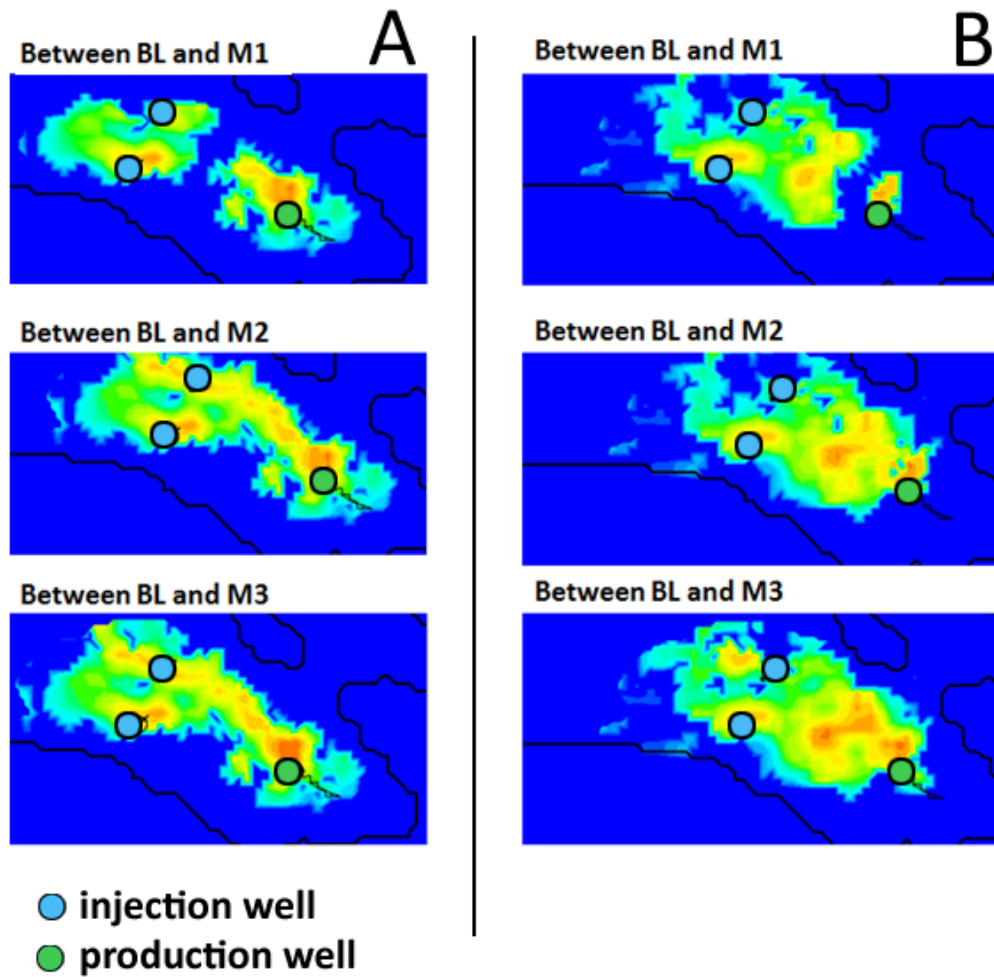 A
Between BL and M1
Between BL and M2
Between BL and M3
B
Between BL and M1
Between BL and M2
Between BL and M3
injection well
production well